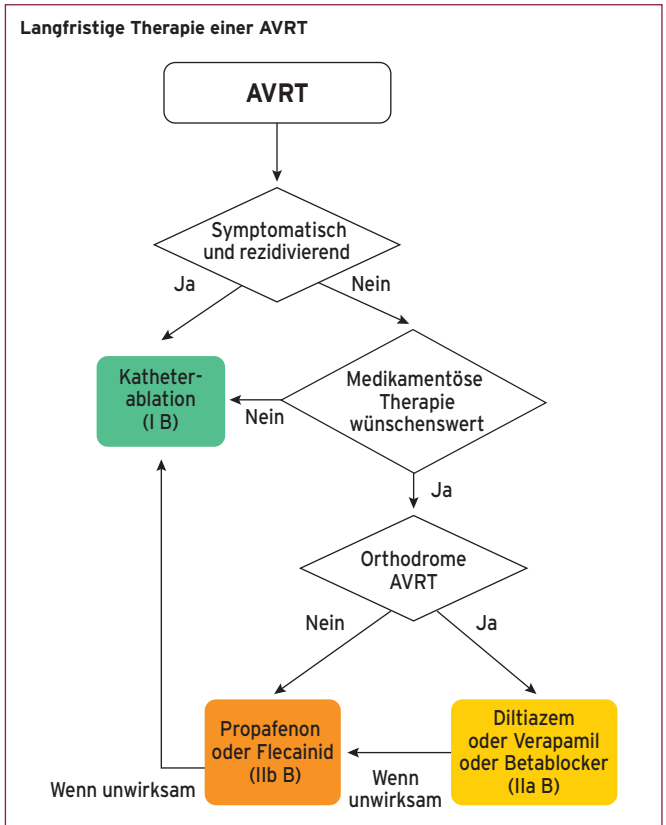 Langfristige Therapie einer AVRT
AVRT
Symptomatisch
und rezidivierend
Ja
Nein
Katheter-
ablation
(I B)
Nein
Medikamentöse
Therapie
wünschenswert
Ja
Orthodrome
AVRT
Nein
Ja
Propafenon
oder Flecainid
(IIb B)
Diltiazem
oder Verapamil
oder Betablocker
(IIa B)
Wenn unwirksam
Wenn
unwirksam